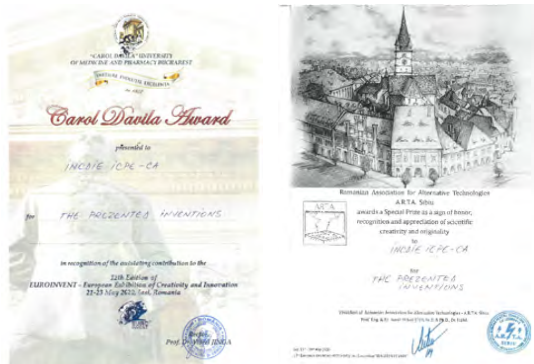 "CAROL DAVILA" UNIVERSITY
OF MEDICINE AND PHARMACY BUCHAREST
Carol Davila Award
presented to
INCDIE ICPE-CA
for THE PREZENTED INVENTIONS
in recognition of the outstanding contribution to the
Edition of
EUROINVENT - European Exhibition of Creativity and Innovation
21-23 May 2020, Iasi, Romania
Rector,
Romanian Association for Alternative Technologies
A.R.T.A. Sibiu
awards a Special Prize as a sign of honor,
recognition and appreciation of scientific
creativity and originality
to
INCDIE ICPE-CA
for
THE PREZENTED
INVENTIONS